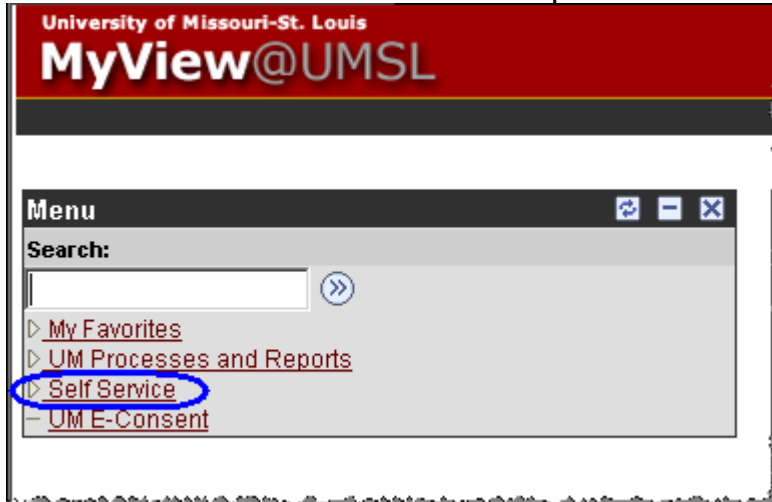 University of Missouri-St. Louis
MyView@UMSL
Menu
Search:
My Favorites
UM Processes and Reports
Self Service
UM E-Consent